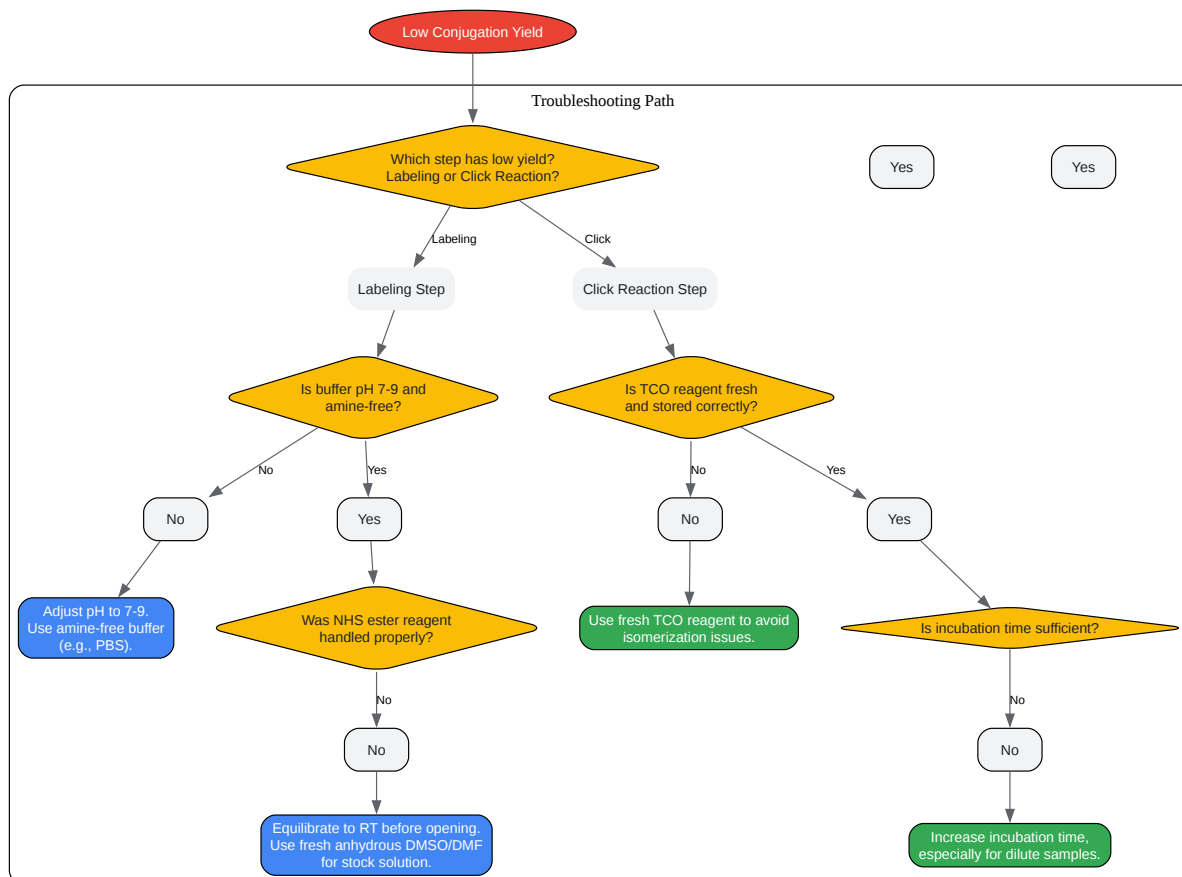 Low Conjugation Yield
Troubleshooting Path
Which step has low yield?
Labeling or Click Reaction?
Yes
Yes
Labeling
Click
Labeling Step
Click Reaction Step
Is buffer pH 7-9 and
amine-free?
Is TCO reagent fresh
and stored correctly?
No
Yes
No
Yes
No
Yes
No
Yes
Adjust pH to 7-9.
Use amine-free buffer
(e.g., PBS).
Was NHS ester reagent
handled properly?
Use fresh TCO reagent to avoid
isomerization issues.
Is incubation time sufficient?
No
No
No
No
Equilibrate to RT before opening.
Use fresh anhydrous DMSO/DMF
for stock solution.
Increase incubation time,
especially for dilute samples.